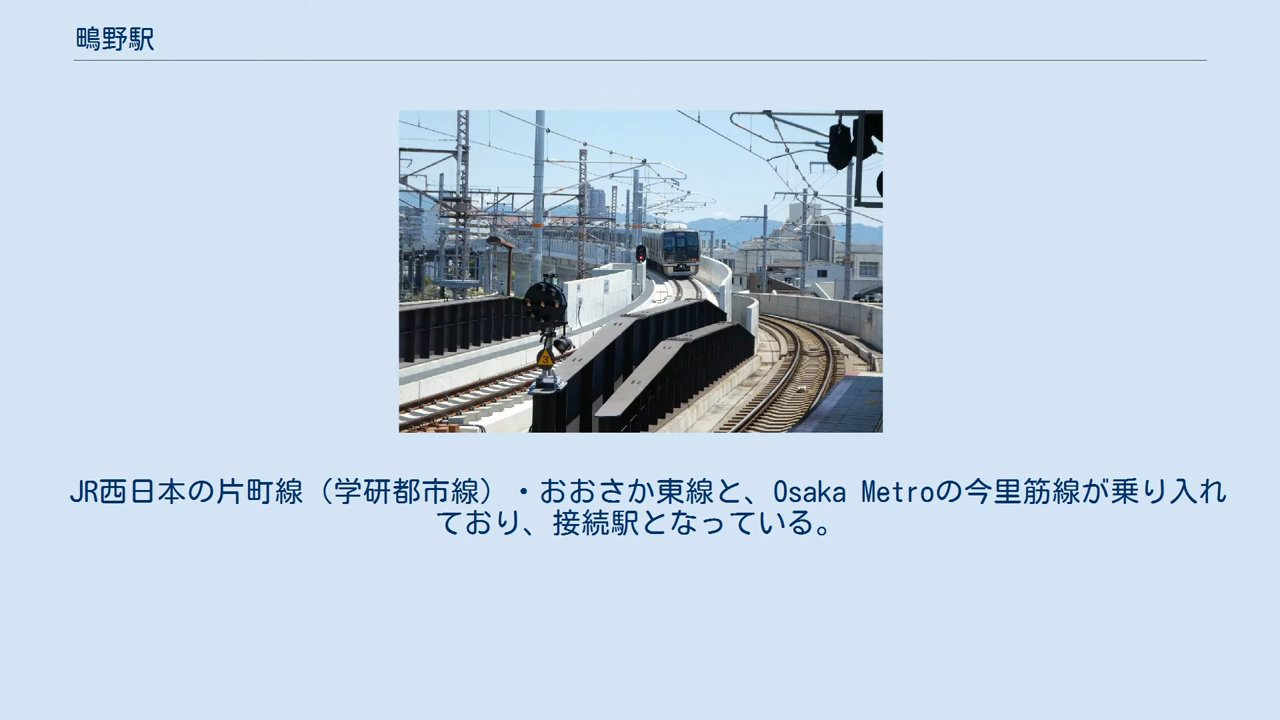 鴫野駅
JR西日本の片町線（学研都市線）・おおさか東線と、Osaka Metroの今里筋線が乗り入れ
ており、接続駅となっている。